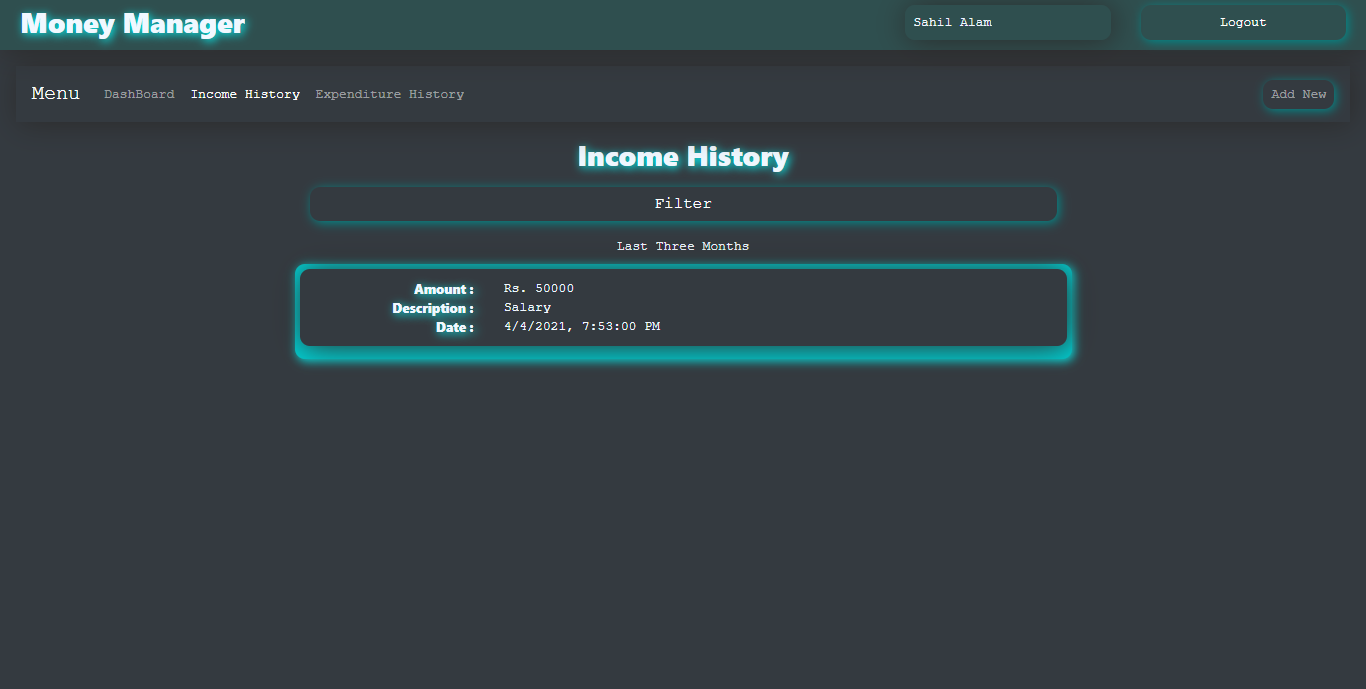 Money Manager
Sahil Alam
Logout
Menu DashBoard Income History Expenditure History Add New
Income History
Filter
Last Three Months
Amount : Rs. 50000
Description : Salary
Date : 4/4/2021, 7:53:00 PM